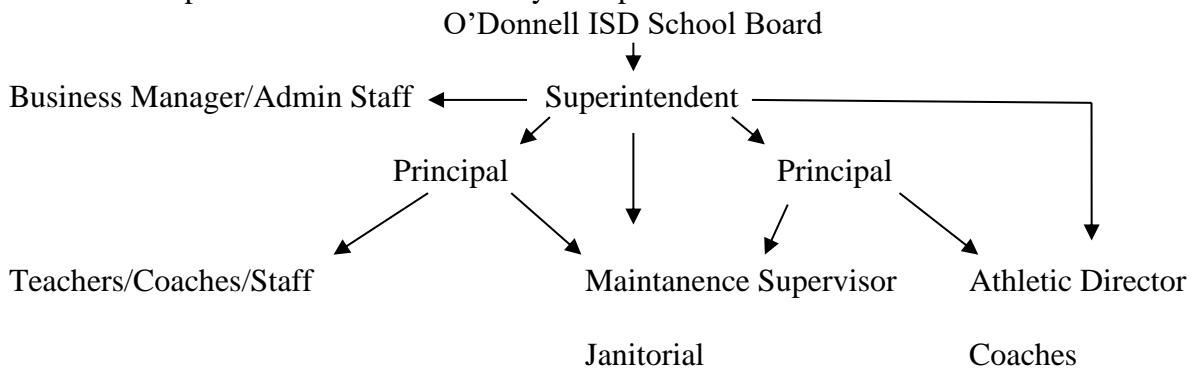 O’Donnell ISD School Board
Business Manager/Admin Staff Superintendent
Principal Principal
Teachers/Coaches/Staff Maintanence Supervisor Athletic Director
Janitorial Coaches